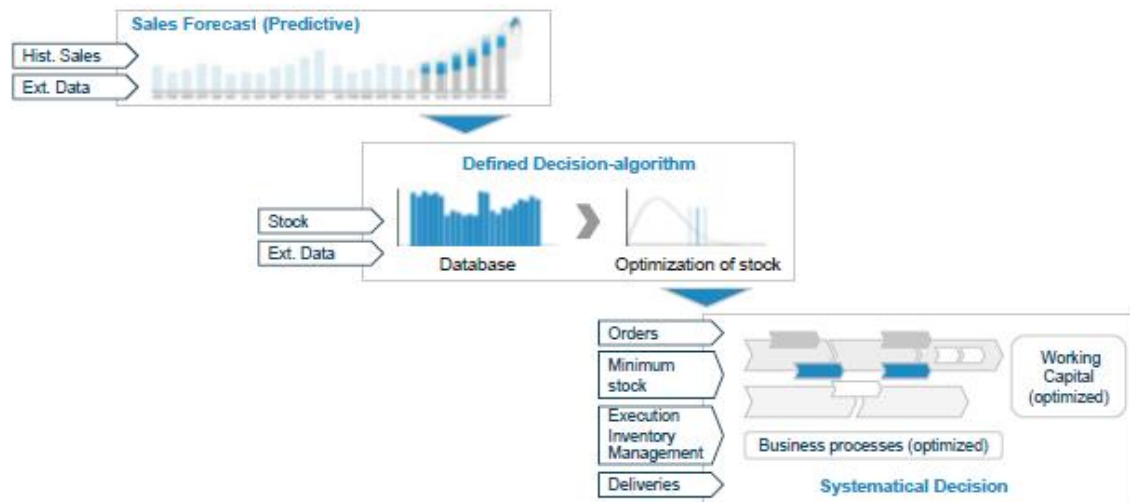 Sales Forecast (Predictive)
Hist. Sales
Ext. Data
Defined Decision-algorithm
Stock
Ext. Data
Database
Optimization of stock
Orders
Minimum
stock
Execution
Inventory
Management
Deliveries
Working
Capital
(optimized)
Business processes (optimized)
Systematical Decision